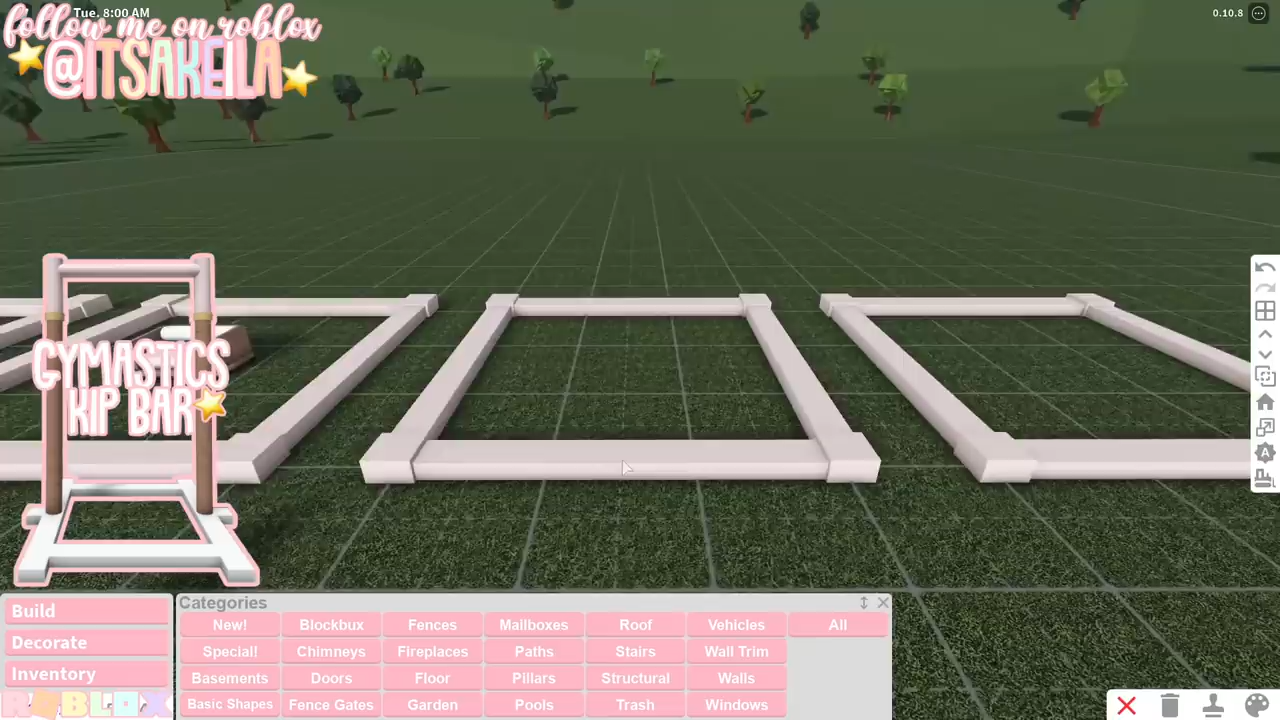 Tue. 8:00 AM
0.10.8
follow me on roblox
@ITSAKEILA
GYMASTICS
KIP BAR
Build
Decorate
Inventory
ROBLOX
Categories
New! Blockbux Fences Mailboxes Roof Vehicles All
Special! Chimneys Fireplaces Paths Stairs Wall Trim
Basements Doors Floor Pillars Structural Walls
Basic Shapes Fence Gates Garden Pools Trash Windows
A